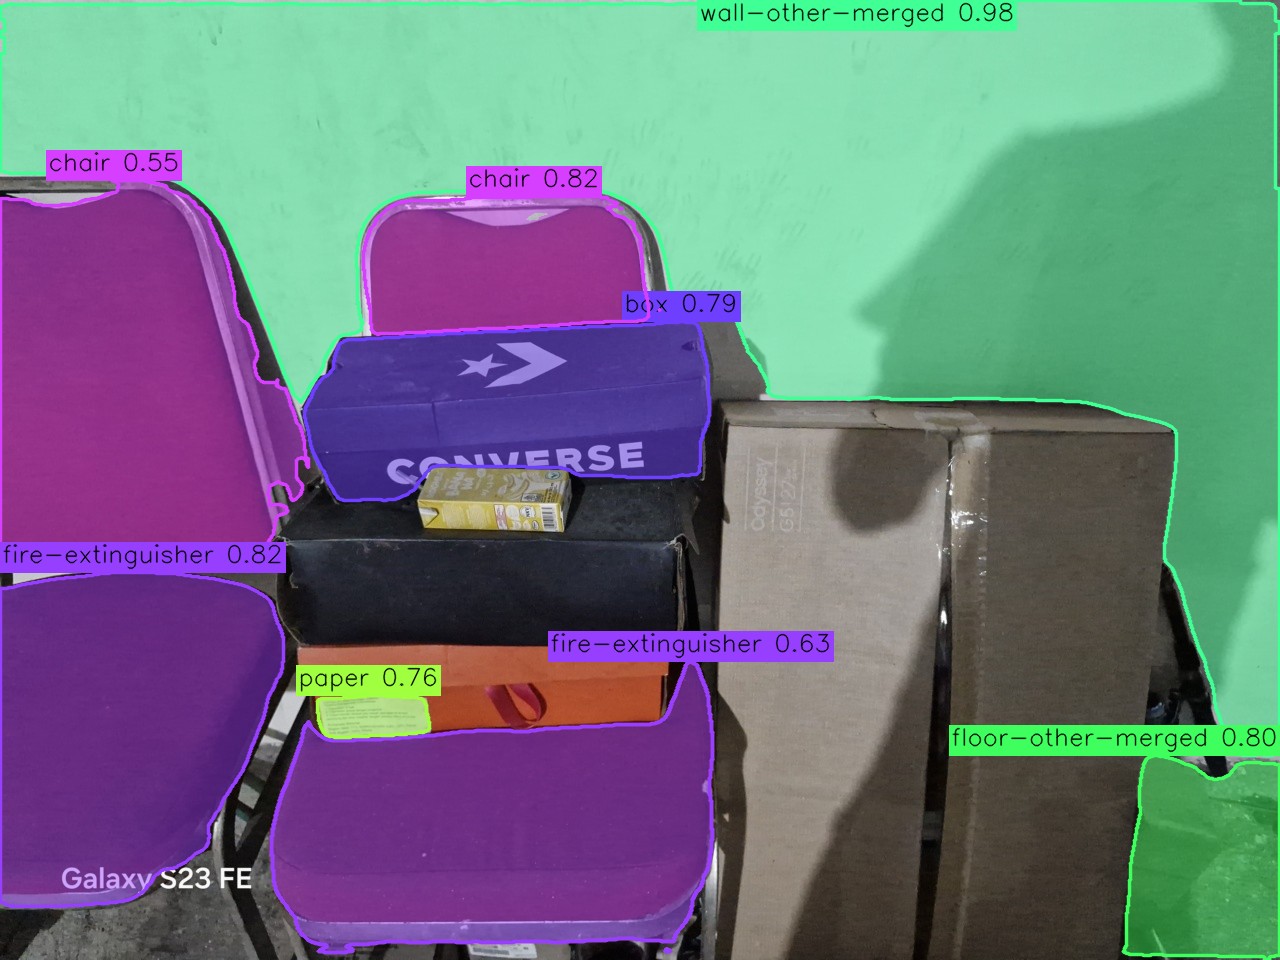 wall-other-merged 0.98
chair 0.55
chair 0.82
box 0.79
CONVERSE
Odyssey
fire-extinguisher 0.82
fire-extinguisher 0.63
paper 0.76
floor-other-merged 0.80
Galaxy S23 FE